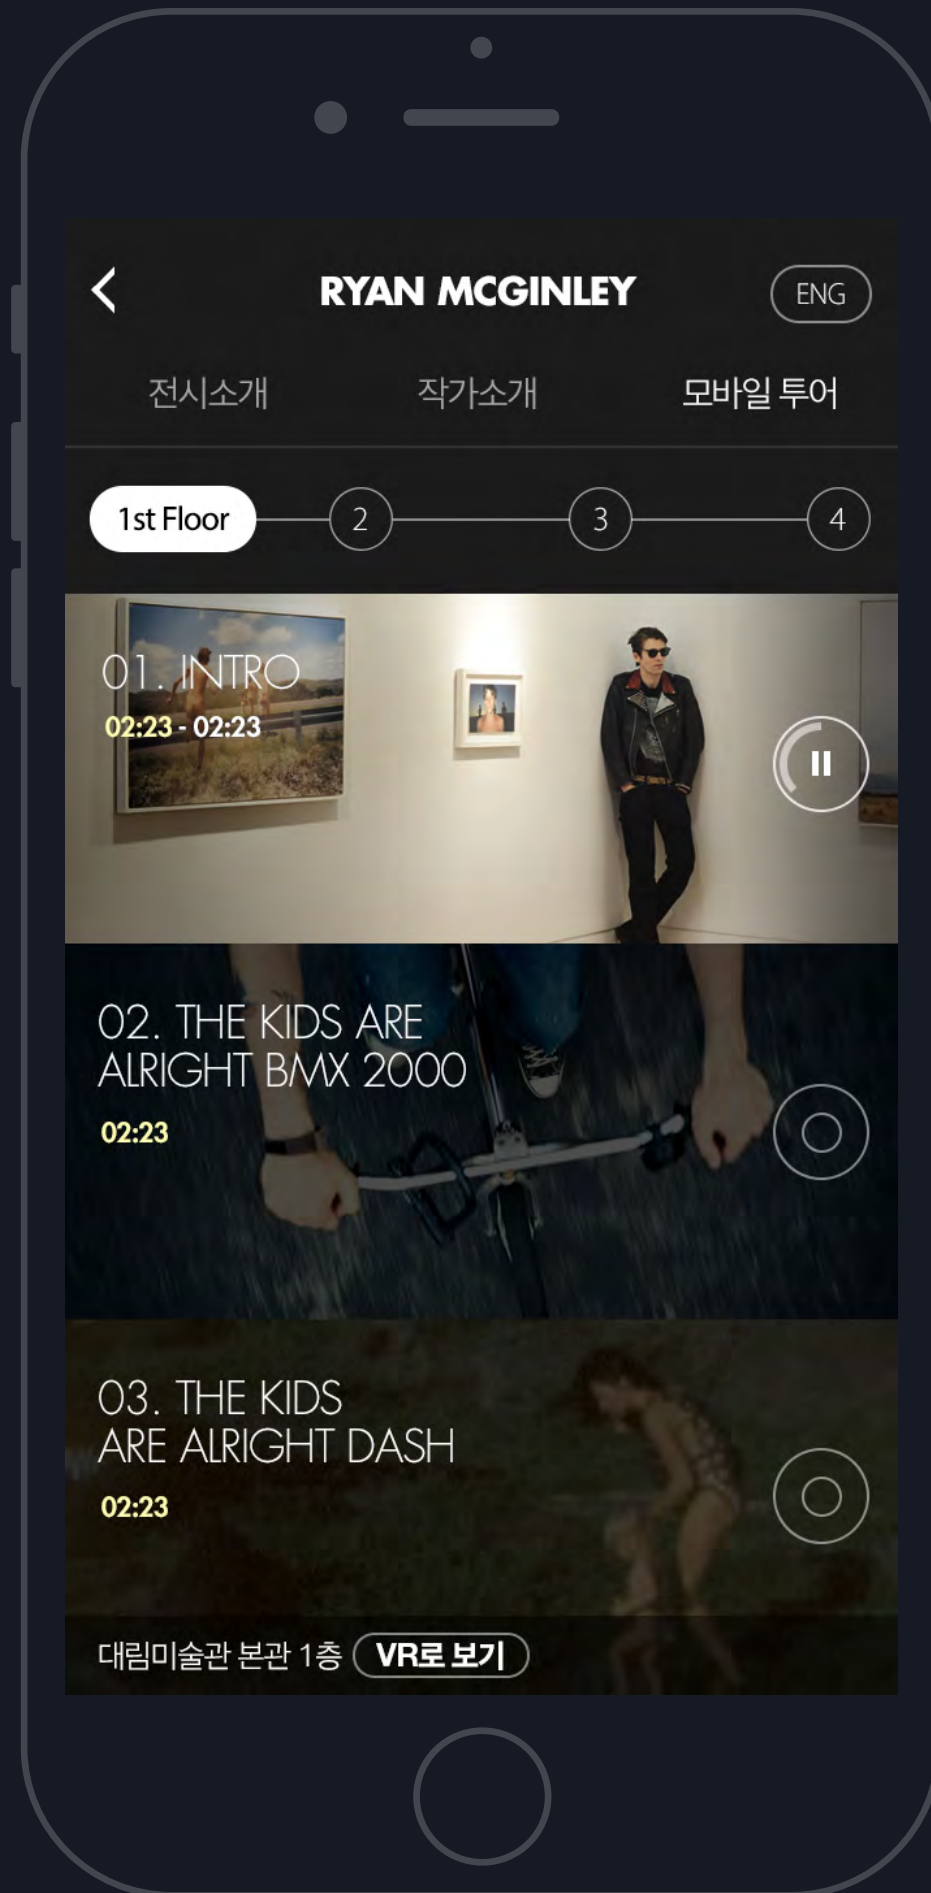 RYAN MCGINLEY
ENG
전시소개
작가소개
모바일 투어
1st Floor
2
3
4
01. INTRO
02:23 - 02:23
02. THE KIDS ARE
ALRIGHT BMX 2000
02:23
03. THE KIDS
ARE ALRIGHT DASH
02:23
대림미술관 본관 1층 VR로 보기